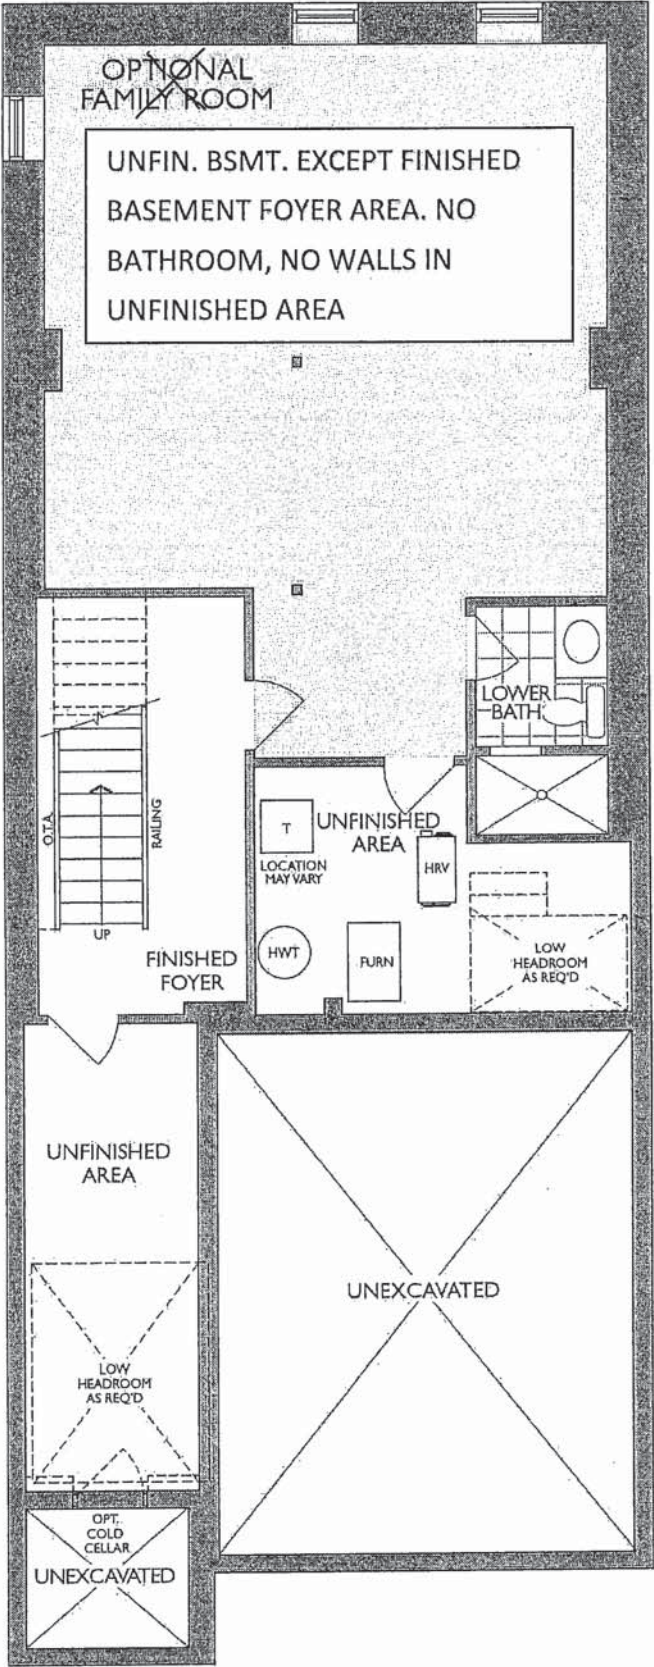 OPTIONAL
FAMILY ROOM
UNFIN. BSMT. EXCEPT FINISHED
BASEMENT FOYER AREA. NO
BATHROOM, NO WALLS IN
UNFINISHED AREA
LOWER
BATH
O.T.A.
RAILING
UP
FINISHED
FOYER
T
LOCATION
MAY VARY
UNFINISHED
AREA
HRV
HWT
FURN
LOW
HEADROOM
AS REQ'D
UNFINISHED
AREA
UNEXCAVATED
LOW
HEADROOM
AS REQ'D
OPT.
COLD
CELLAR
UNEXCAVATED